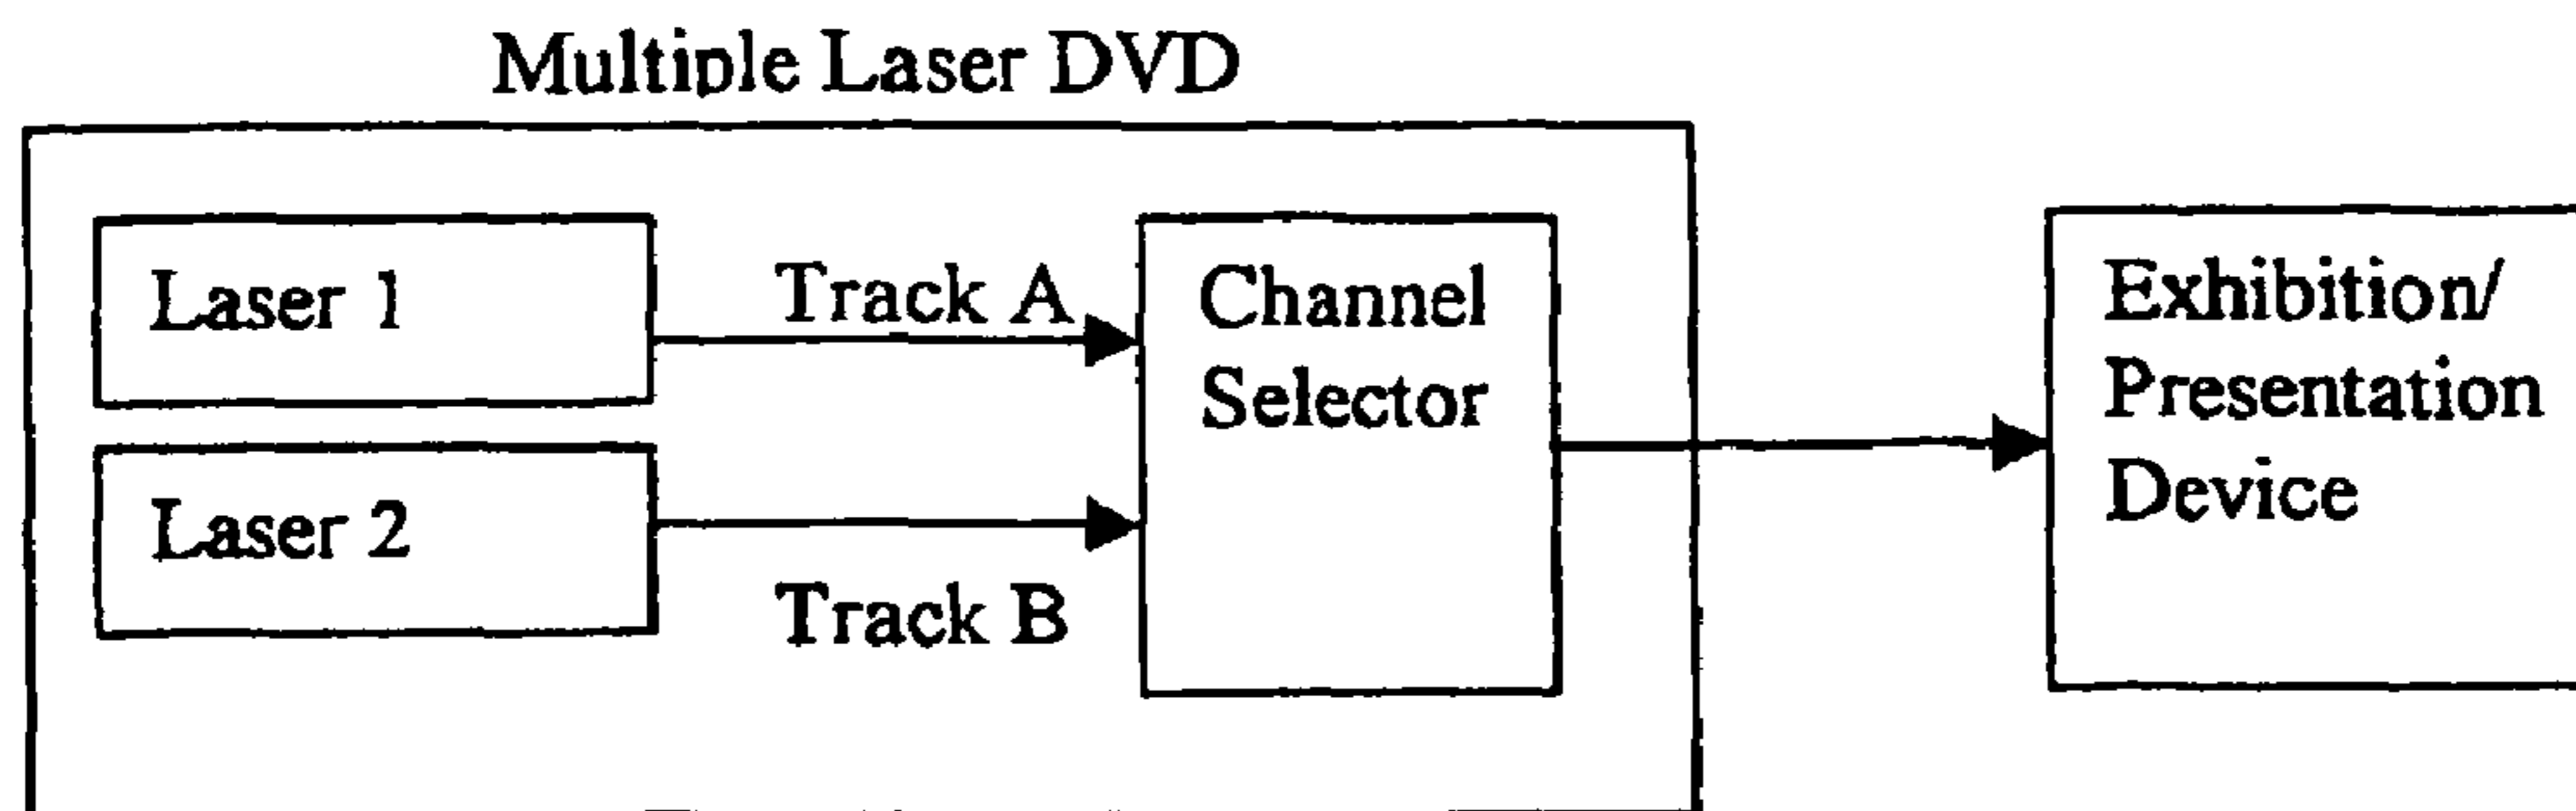 Multiple Laser DVD
Laser 1
Track A
Channel
Selector
Laser 2
Track B
Exhibition/
Presentation
Device